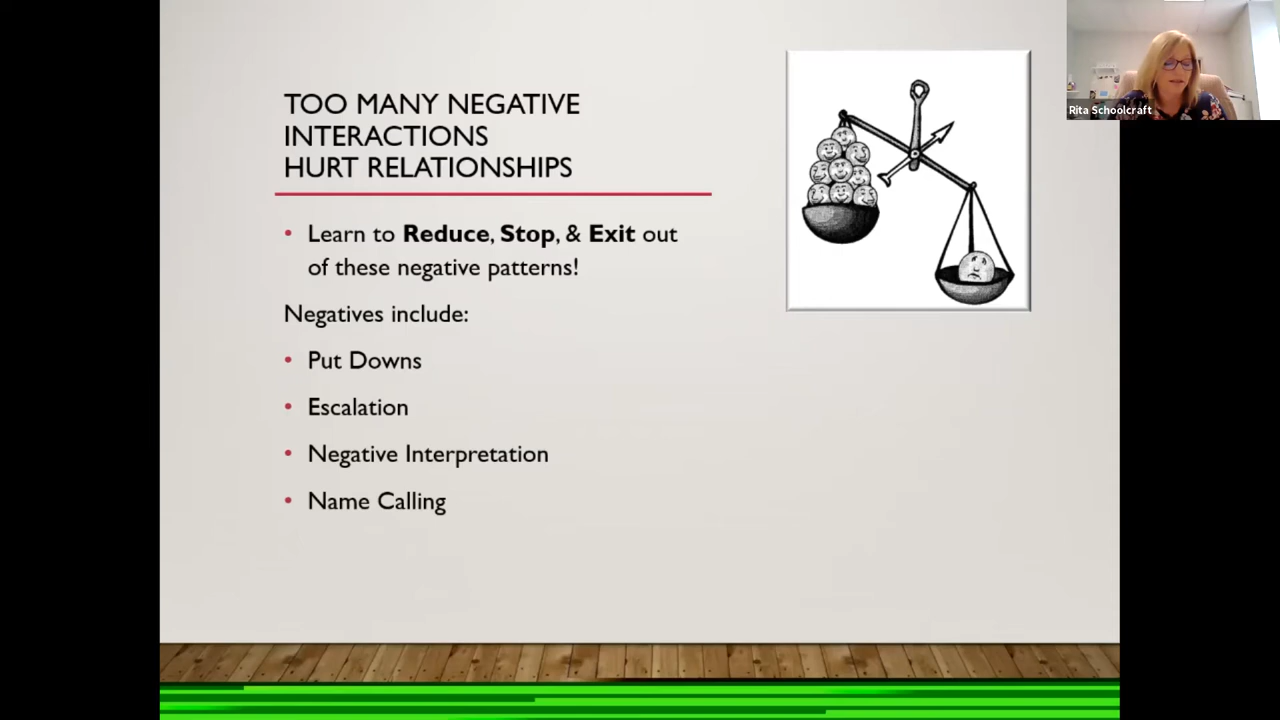 TOO MANY NEGATIVE
INTERACTIONS
HURT RELATIONSHIPS
• Learn to Reduce, Stop, & Exit out
of these negative patterns!
Negatives include:
• Put Downs
• Escalation
• Negative Interpretation
• Name Calling
Rita Schoolcraft